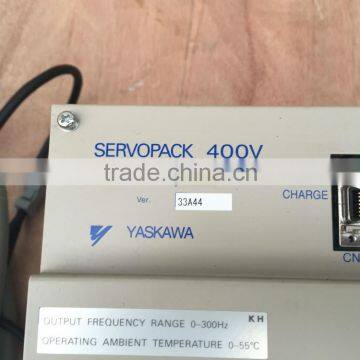 SERVOPACK 400V
trade.china.cn
CHARGE
Ver. 33A44
CN
YASKAWA
OUTPUT FREQUENCY RANGE 0-300Hz KH
OPERATING AMBIENT TEMPERATURE 0-55℃